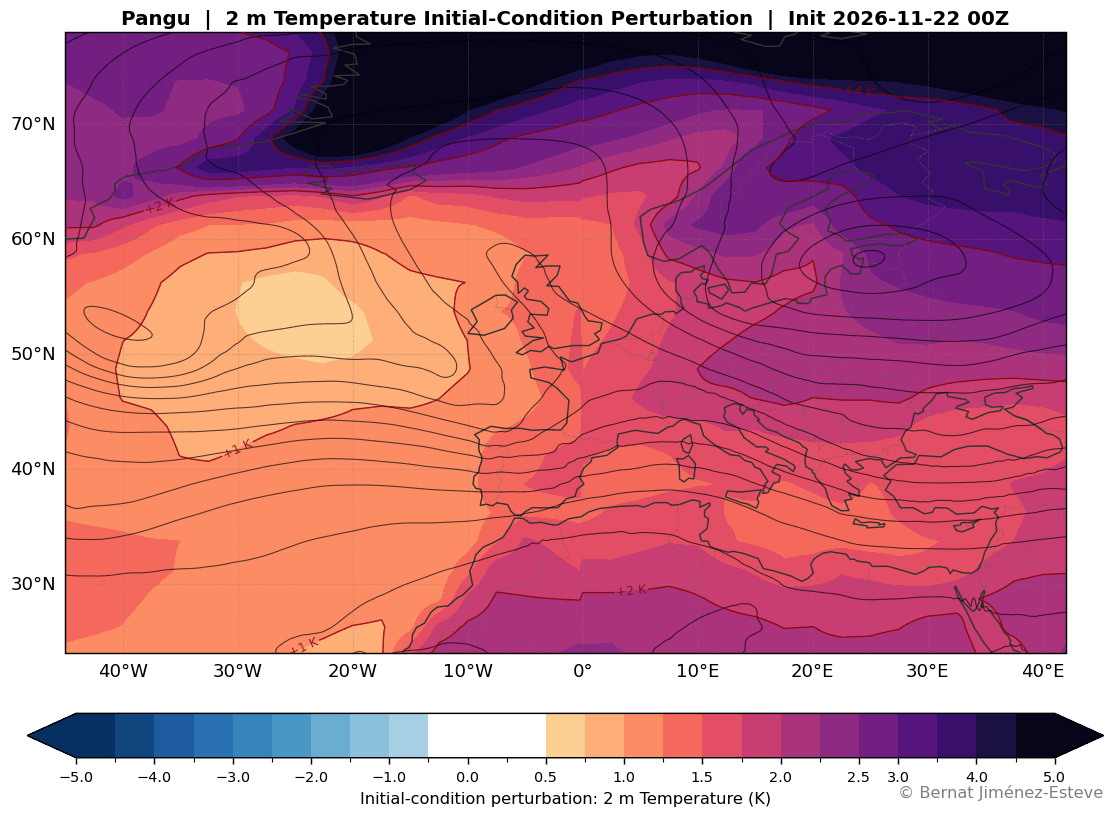 Pangu | 2 m Temperature Initial-Condition Perturbation | Init 2026-11-22 00Z
70°N
60°N
50°N
40°N
30°N
+4 K
+2 K
+1 K
+2 K
+1 K
40°W 30°W 20°W 10°W 0° 10°E 20°E 30°E 40°E
−5.0 −4.0 −3.0 −2.0 −1.0 0.0 0.5 1.0 1.5 2.0 2.5 3.0 4.0 5.0
Initial-condition perturbation: 2 m Temperature (K)
© Bernat Jiménez-Esteve